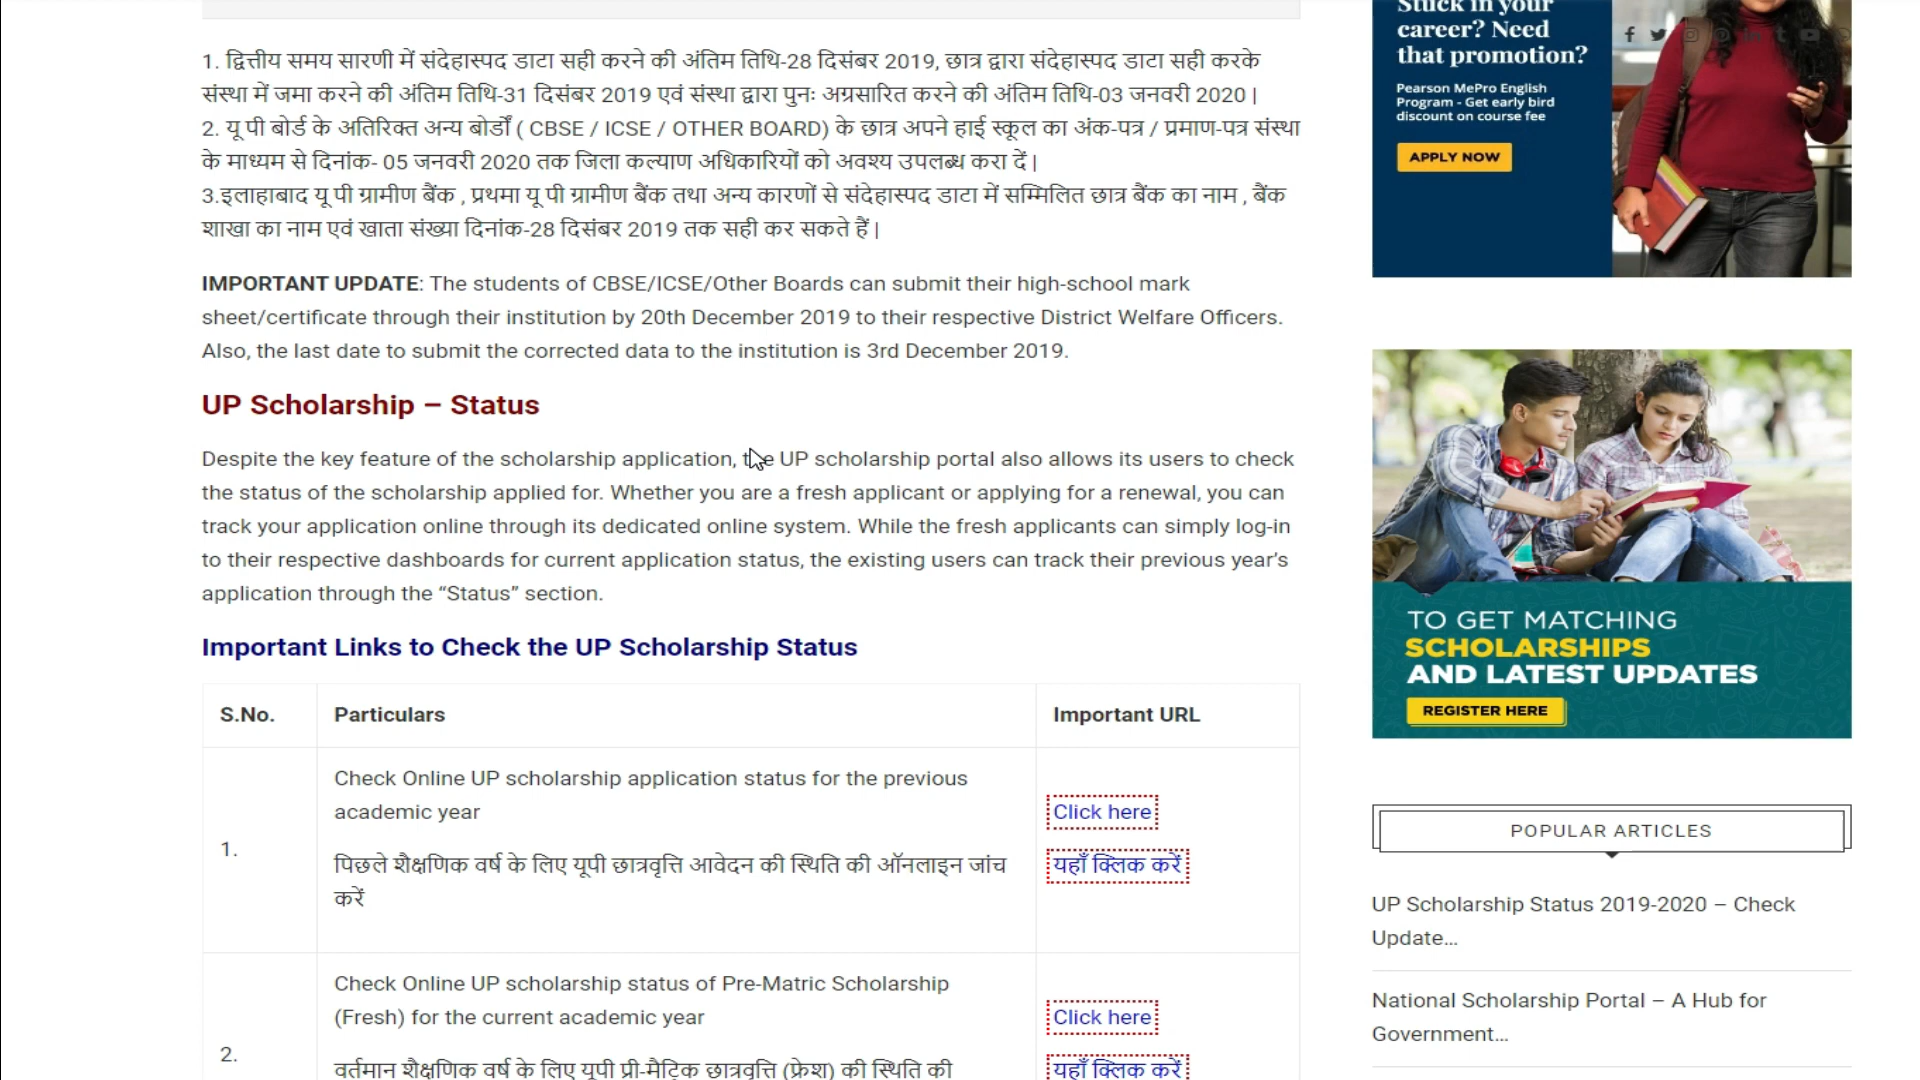 1. द्वित्तीय समय सारणी में संदेहास्पद डाटा सही करने की अंतिम तिथि-28 दिसंबर 2019, छात्र द्वारा संदेहास्पद डाटा सही करके
संस्था में जमा करने की अंतिम तिथि-31 दिसंबर 2019 एवं संस्था द्वारा पुनः अग्रसारित करने की अंतिम तिथि-03 जनवरी 2020 |
2. यू पी बोर्ड के अतिरिक्त अन्य बोर्डों ( CBSE / ICSE / OTHER BOARD) के छात्र अपने हाई स्कूल का अंक-पत्र / प्रमाण-पत्र संस्था
के माध्यम से दिनांक- 05 जनवरी 2020 तक जिला कल्याण अधिकारियों को अवश्य उपलब्ध करा दें |
3.इलाहाबाद यू पी ग्रामीण बैंक , प्रथमा यू पी ग्रामीण बैंक तथा अन्य कारणों से संदेहास्पद डाटा में सम्मिलित छात्र बैंक का नाम , बैंक
शाखा का नाम एवं खाता संख्या दिनांक-28 दिसंबर 2019 तक सही कर सकते हैं |
IMPORTANT UPDATE: The students of CBSE/ICSE/Other Boards can submit their high-school mark
sheet/certificate through their institution by 20th December 2019 to their respective District Welfare Officers.
Also, the last date to submit the corrected data to the institution is 3rd December 2019.
UP Scholarship – Status
Despite the key feature of the scholarship application, the UP scholarship portal also allows its users to check
the status of the scholarship applied for. Whether you are a fresh applicant or applying for a renewal, you can
track your application online through its dedicated online system. While the fresh applicants can simply log-in
to their respective dashboards for current application status, the existing users can track their previous year’s
application through the “Status” section.
Important Links to Check the UP Scholarship Status
S.No. Particulars Important URL
1.
Check Online UP scholarship application status for the previous
academic year
पिछले शैक्षणिक वर्ष के लिए यूपी छात्रवृत्ति आवेदन की स्थिति की ऑनलाइन जांच
करें
Click here
यहाँ क्लिक करें
2.
Check Online UP scholarship status of Pre-Matric Scholarship
(Fresh) for the current academic year
वर्तमान शैक्षणिक वर्ष के लिए यूपी प्री-मैट्रिक छात्रवृत्ति (फ्रेश) की स्थिति की
Click here
यहाँ क्लिक करें
Stuck in your
career? Need
that promotion?
Pearson MePro English
Program - Get early bird
discount on course fee
APPLY NOW
TO GET MATCHING
SCHOLARSHIPS
AND LATEST UPDATES
REGISTER HERE
POPULAR ARTICLES
UP Scholarship Status 2019-2020 – Check
Update...
National Scholarship Portal – A Hub for
Government...